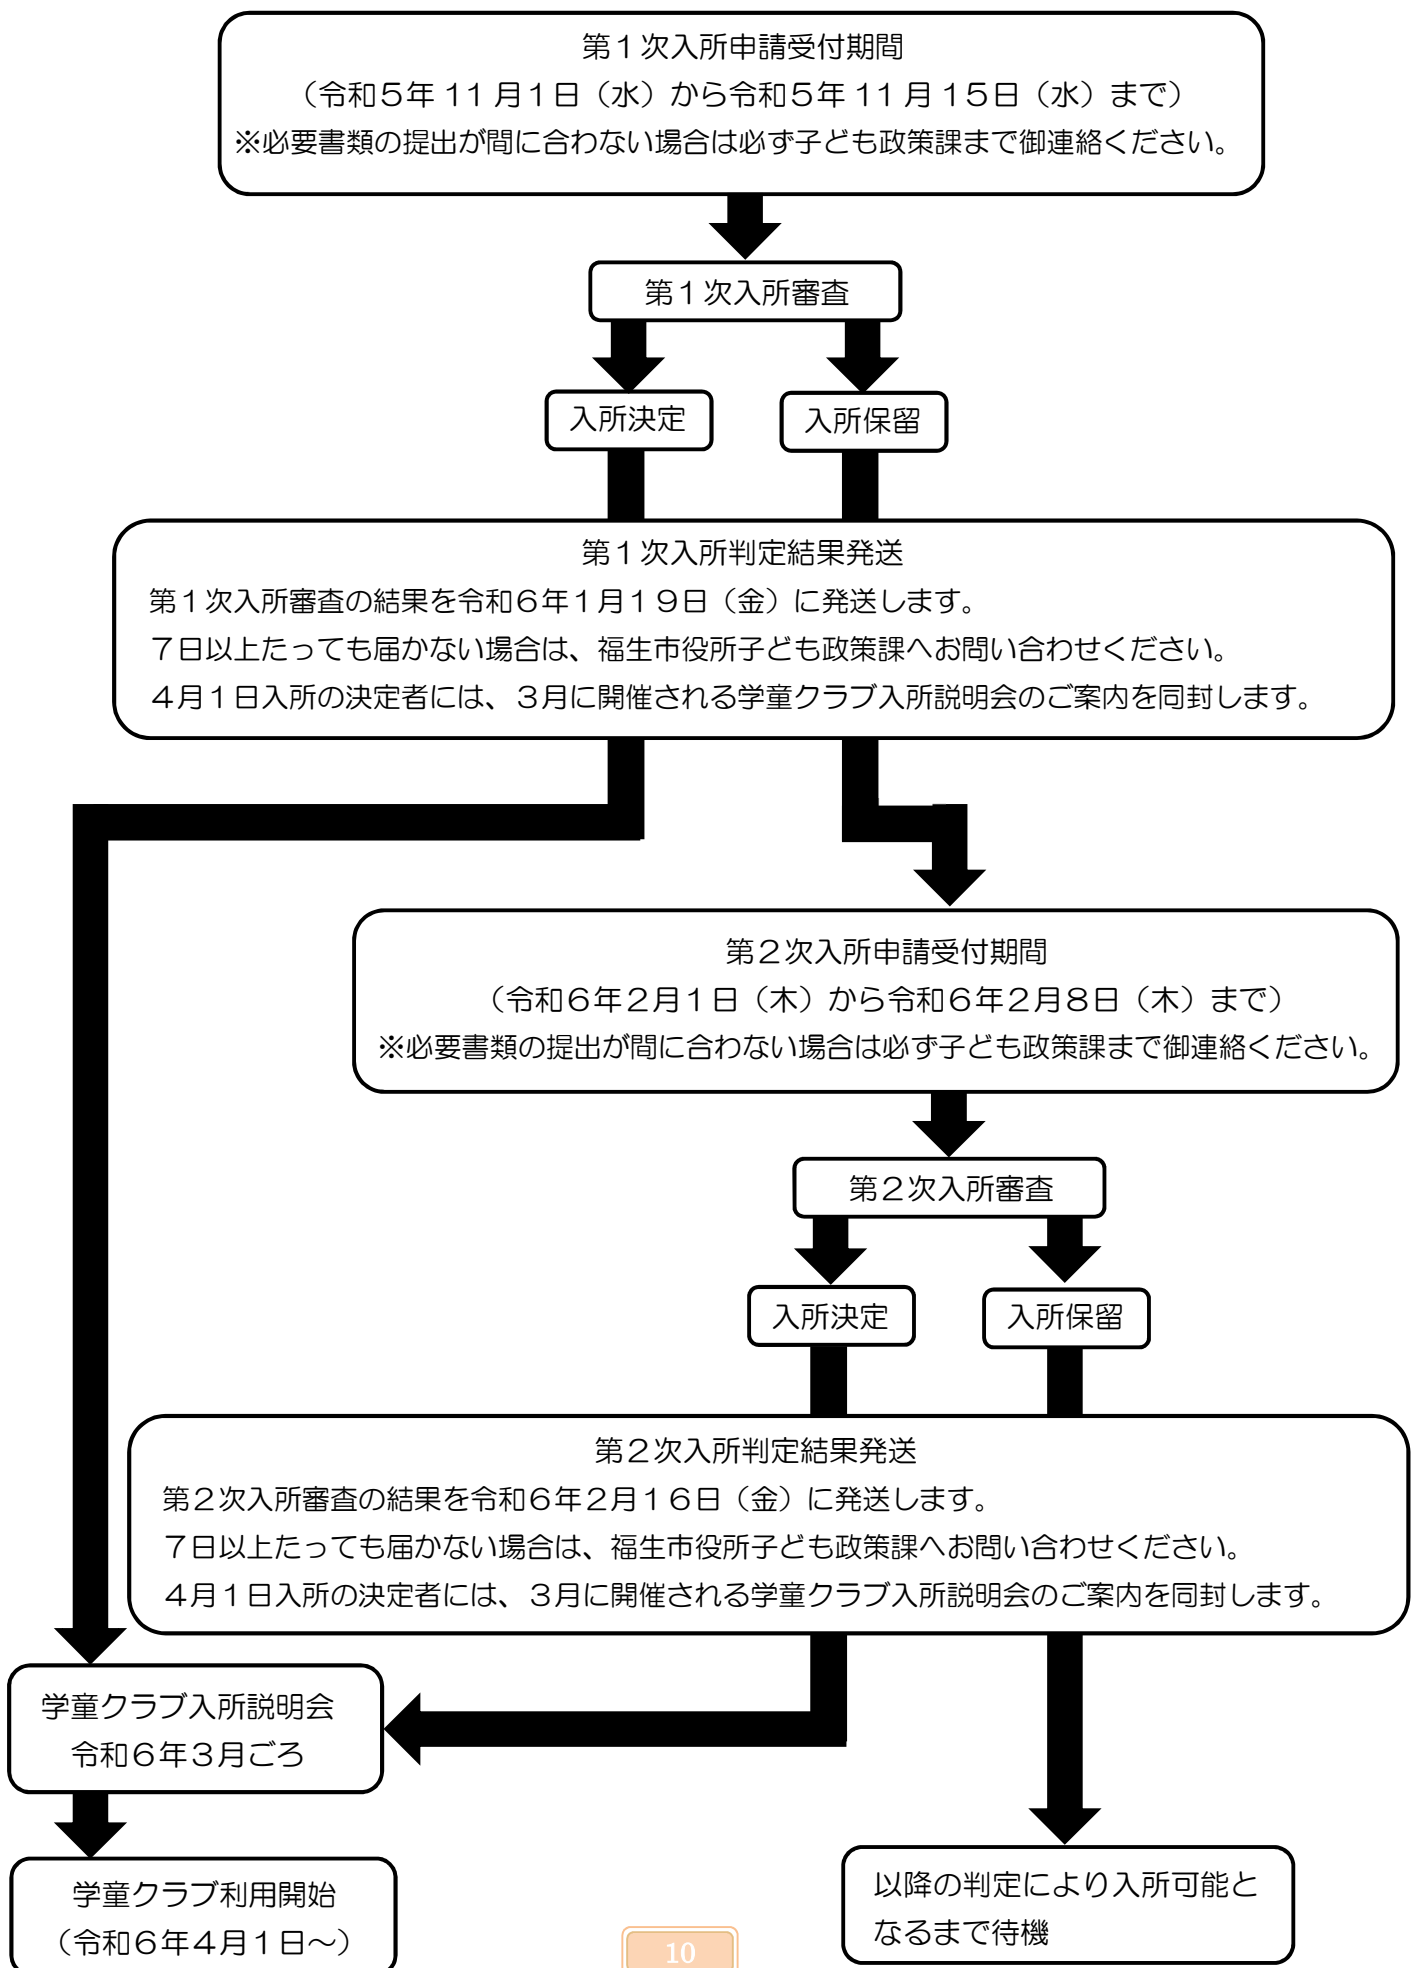 第１次入所申請受付期間
（令和５年 11 月１日（水）から令和５年 11 月 15日（水）まで）
※必要書類の提出が間に合わない場合は必ず子ども政策課まで御連絡ください。
第１次入所審査
入所決定
入所保留
第１次入所判定結果発送
第１次入所審査の結果を令和６年１月１９日（金）に発送します。
７日以上たっても届かない場合は、福生市役所子ども政策課へお問い合わせください。
４月１日入所の決定者には、３月に開催される学童クラブ入所説明会のご案内を同封します。
第２次入所申請受付期間
（令和６年２月１日（木）から令和６年２月８日（木）まで）
※必要書類の提出が間に合わない場合は必ず子ども政策課まで御連絡ください。
第２次入所審査
入所決定
入所保留
第２次入所判定結果発送
第２次入所審査の結果を令和６年２月１６日（金）に発送します。
７日以上たっても届かない場合は、福生市役所子ども政策課へお問い合わせください。
４月１日入所の決定者には、３月に開催される学童クラブ入所説明会のご案内を同封します。
学童クラブ入所説明会
令和６年３月ごろ
学童クラブ利用開始
（令和６年４月１日～）
以降の判定により入所可能と
なるまで待機
10